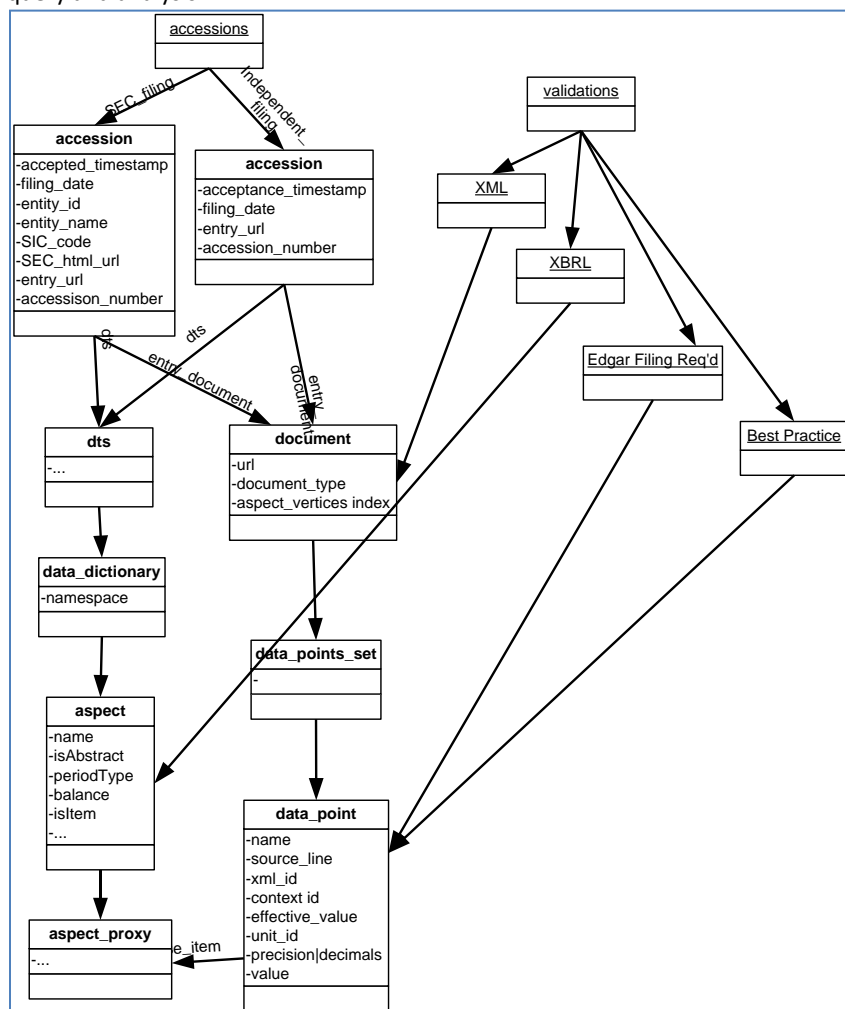 accessions
SEC_filing
Independent_
filing
validations
accession
-accepted_timestamp
-filing_date
-entity_id
-entity_name
-SIC_code
-SEC_html_url
-entry_url
-accessison_number
accession
-acceptance_timestamp
-filing_date
-entry_url
-accession_number
XML
XBRL
Edgar Filing Req'd
Best Practice
dts
dts
entry_document
entry_
document
dts
-...
document
-url
-document_type
-aspect_vertices index
data_dictionary
-namespace
data_points_set
-
aspect
-name
-isAbstract
-periodType
-balance
-isItem
-...
data_point
-name
-source_line
-xml_id
-context id
-effective_value
-unit_id
-precision|decimals
-value
aspect_proxy
-...
e_item